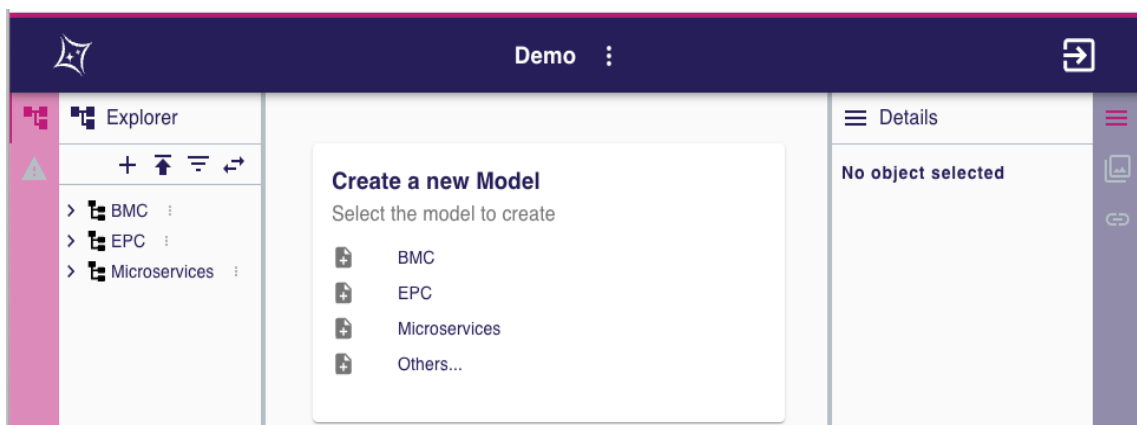 Demo
Explorer
BMC
EPC
Microservices
Create a new Model
Select the model to create
BMC
EPC
Microservices
Others...
Details
No object selected